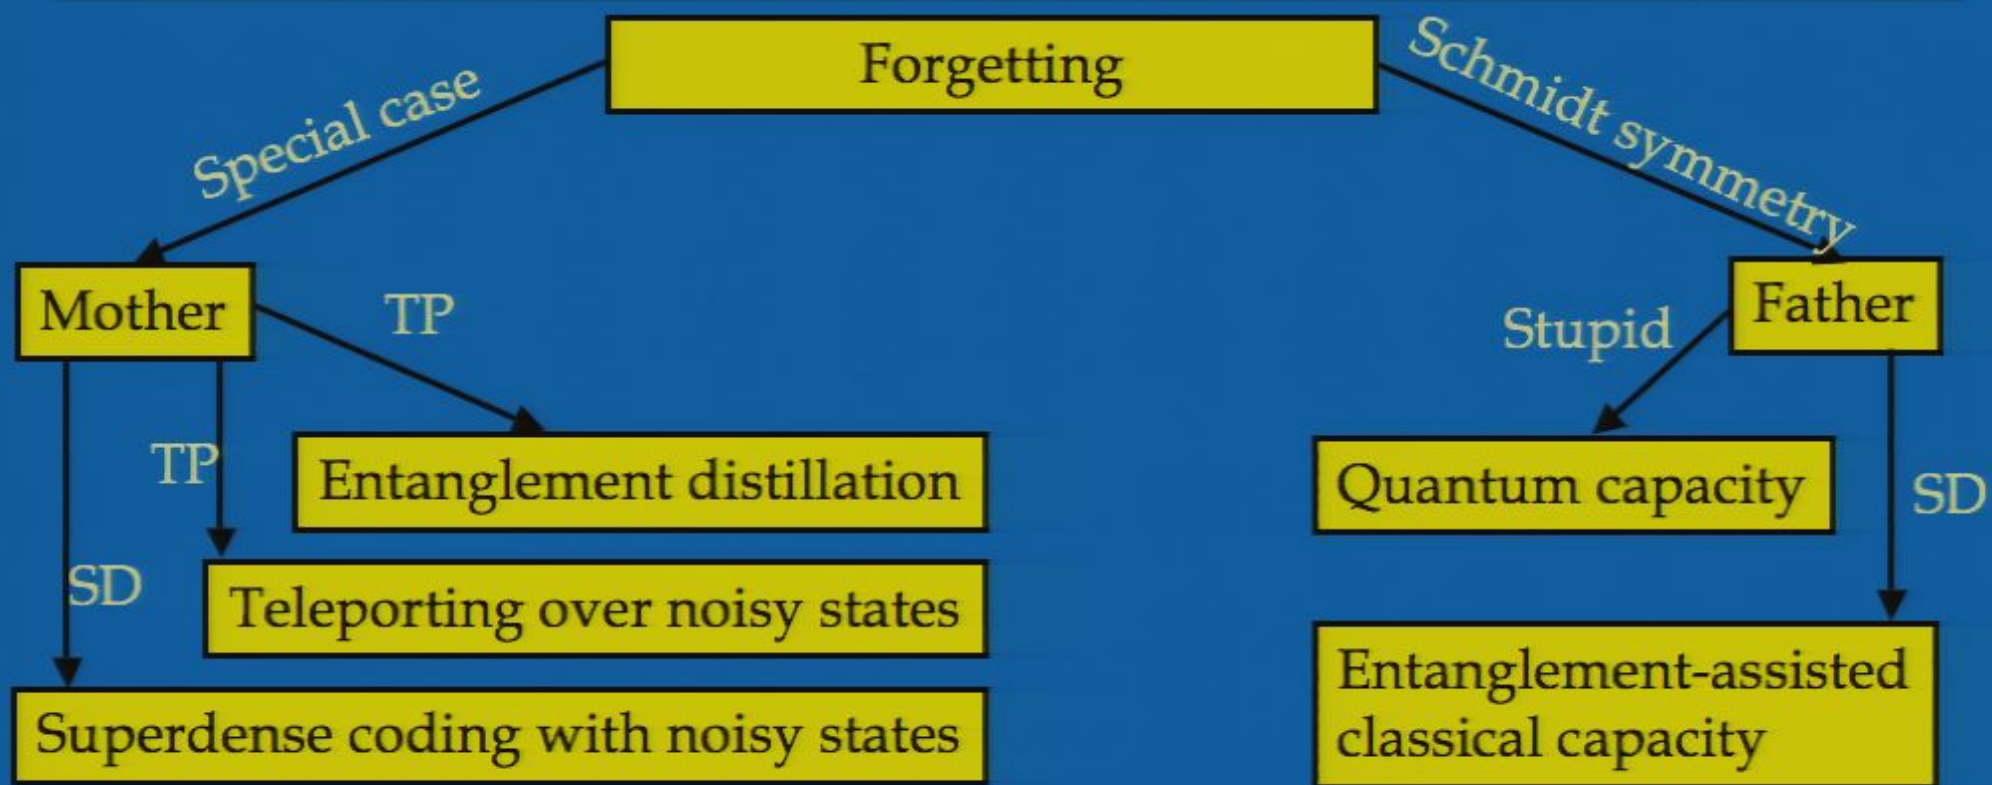 Forgetting
Special case
Schmidt symmetry
Mother
TP
Stupid
Father
TP
Entanglement distillation
Quantum capacity
SD
SD
Teleporting over noisy states
Entanglement-assisted
classical capacity
Superdense coding with noisy states